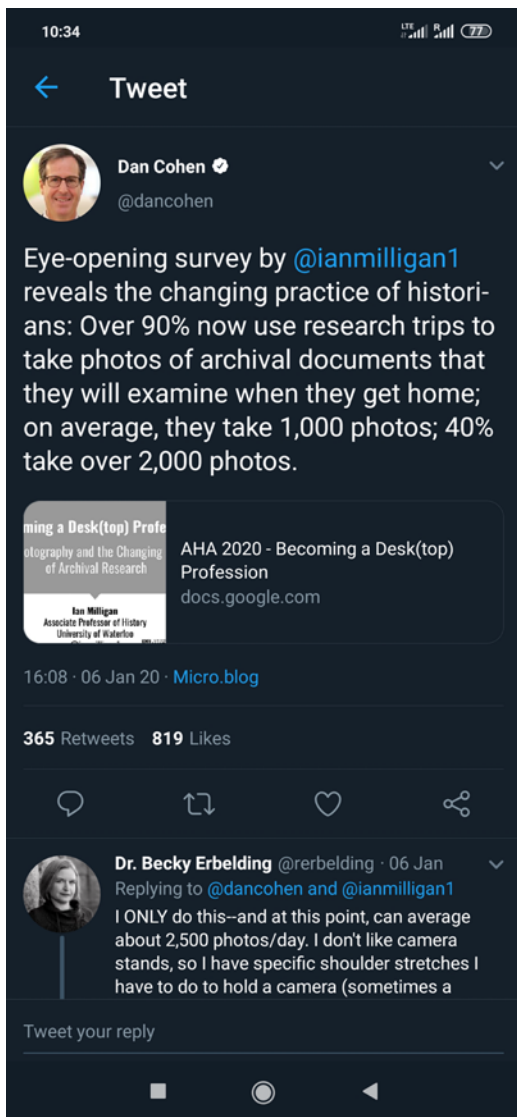 10:34
LTE R 77
Tweet
Dan Cohen
@dancohen
Eye-opening survey by @ianmilligan1
reveals the changing practice of histori-
ans: Over 90% now use research trips to
take photos of archival documents that
they will examine when they get home;
on average, they take 1,000 photos; 40%
take over 2,000 photos.
ming a Desk(top) Profe
otography and the Changing
of Archival Research
Ian Milligan
Associate Professor of History
University of Waterloo
AHA 2020 - Becoming a Desk(top)
Profession
docs.google.com
16:08 · 06 Jan 20 · Micro.blog
365 Retweets 819 Likes
Dr. Becky Erbelding @rerbelding · 06 Jan
Replying to @dancohen and @ianmilligan1
I ONLY do this--and at this point, can average
about 2,500 photos/day. I don't like camera
stands, so I have specific shoulder stretches I
have to do to hold a camera (sometimes a
Tweet your reply